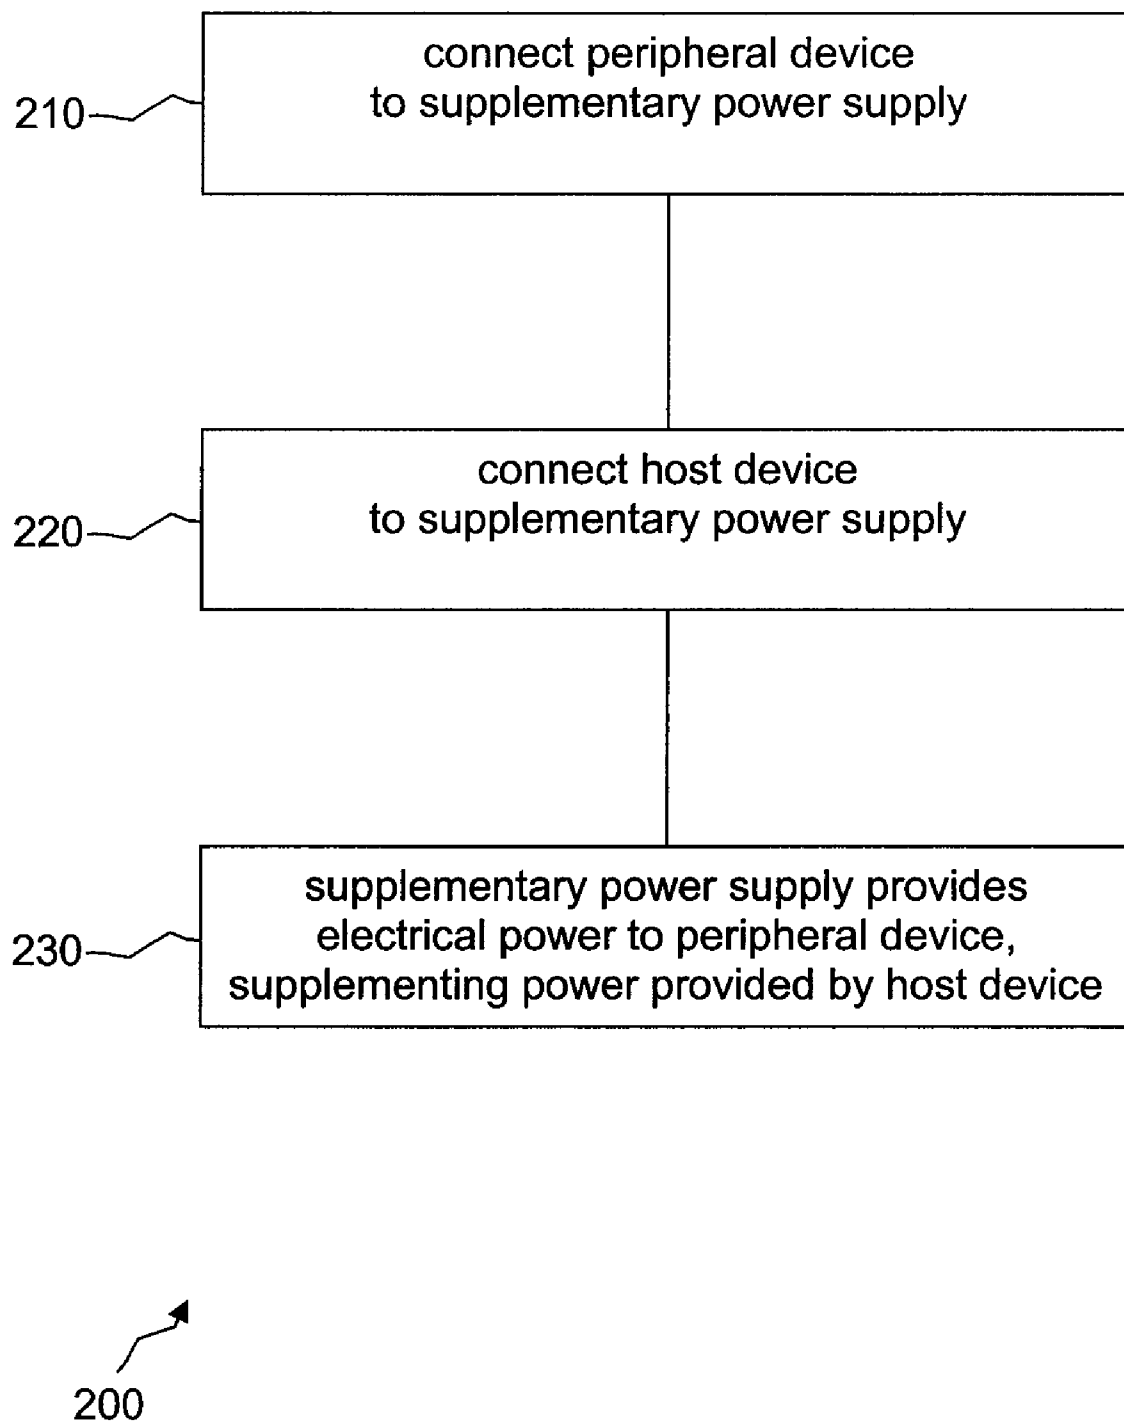 connect peripheral device
to supplementary power supply
210
connect host device
to supplementary power supply
220
supplementary power supply provides
electrical power to peripheral device,
supplementing power provided by host device
230
200